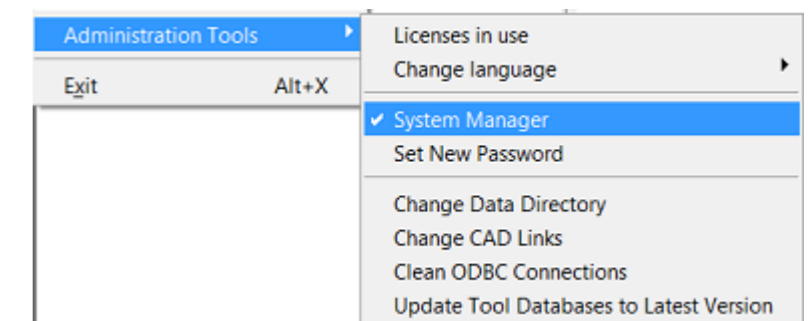 Administration Tools
Exit Alt+X
Licenses in use
Change language
System Manager
Set New Password
Change Data Directory
Change CAD Links
Clean ODBC Connections
Update Tool Databases to Latest Version